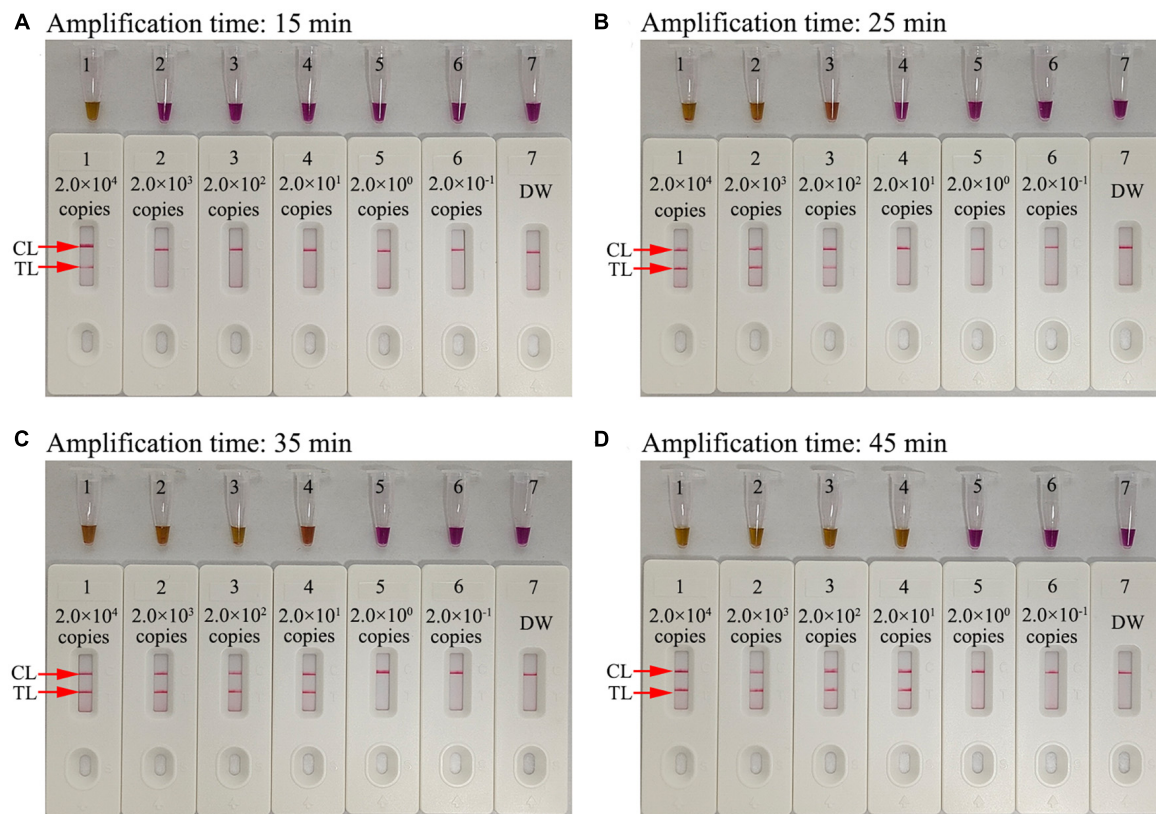 A Amplification time: 15 min
1 2 3 4 5 6 7
1 2 3 4 5 6 7
2.0×10⁴ 2.0×10³ 2.0×10² 2.0×10¹ 2.0×10⁰ 2.0×10⁻¹ DW
copies copies copies copies copies copies
CL
TL
B Amplification time: 25 min
1 2 3 4 5 6 7
1 2 3 4 5 6 7
2.0×10⁴ 2.0×10³ 2.0×10² 2.0×10¹ 2.0×10⁰ 2.0×10⁻¹ DW
copies copies copies copies copies copies
CL
TL
C Amplification time: 35 min
1 2 3 4 5 6 7
1 2 3 4 5 6 7
2.0×10⁴ 2.0×10³ 2.0×10² 2.0×10¹ 2.0×10⁰ 2.0×10⁻¹ DW
copies copies copies copies copies copies
CL
TL
D Amplification time: 45 min
1 2 3 4 5 6 7
1 2 3 4 5 6 7
2.0×10⁴ 2.0×10³ 2.0×10² 2.0×10¹ 2.0×10⁰ 2.0×10⁻¹ DW
copies copies copies copies copies copies
CL
TL